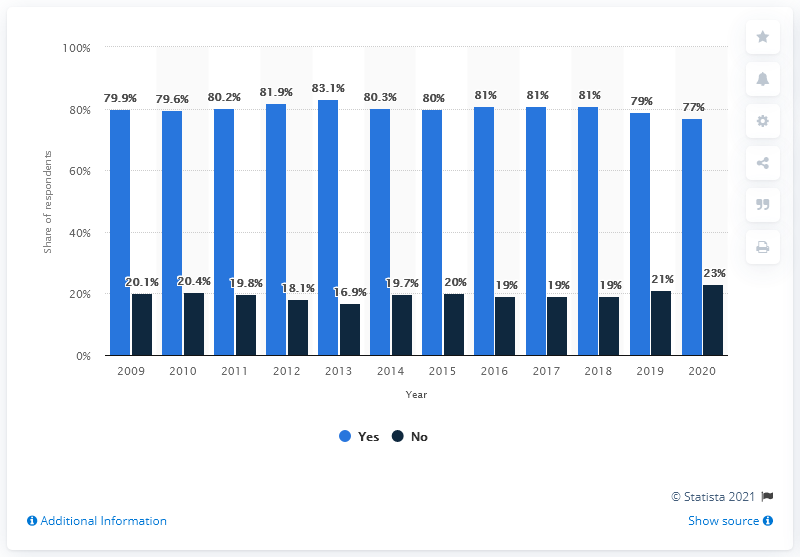 100%
80%
60%
40%
20%
0%
Share of respondents
79.9% 79.6% 80.2% 81.9% 83.1% 80.3% 80% 81% 81% 81% 79% 77%
20.1% 20.4% 19.8% 18.1% 16.9% 19.7% 20% 19% 19% 19% 21% 23%
2009 2010 2011 2012 2013 2014 2015 2016 2017 2018 2019 2020
Year
Yes No
© Statista 2021
Additional Information
Show source